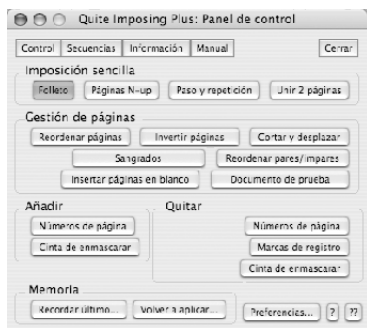 Quite Imposing Plus: Panel de control
Control Secuencias Información Manual Cerrar
Imposición sencilla
Folleto Páginas N-up Paso y repetición Unir 2 páginas
Gestión de páginas
Reordenar páginas Invertir páginas Cortar y desplazar
Sangrados Reordenar pares/impares
Insertar páginas en blanco Documento de prueba
Añadir Quitar
Números de página Números de página
Cinta de enmascarar Marcas de registro
Cinta de enmascarar
Memoria
Recordar último... Volver a aplicar... Preferencias... ? ??